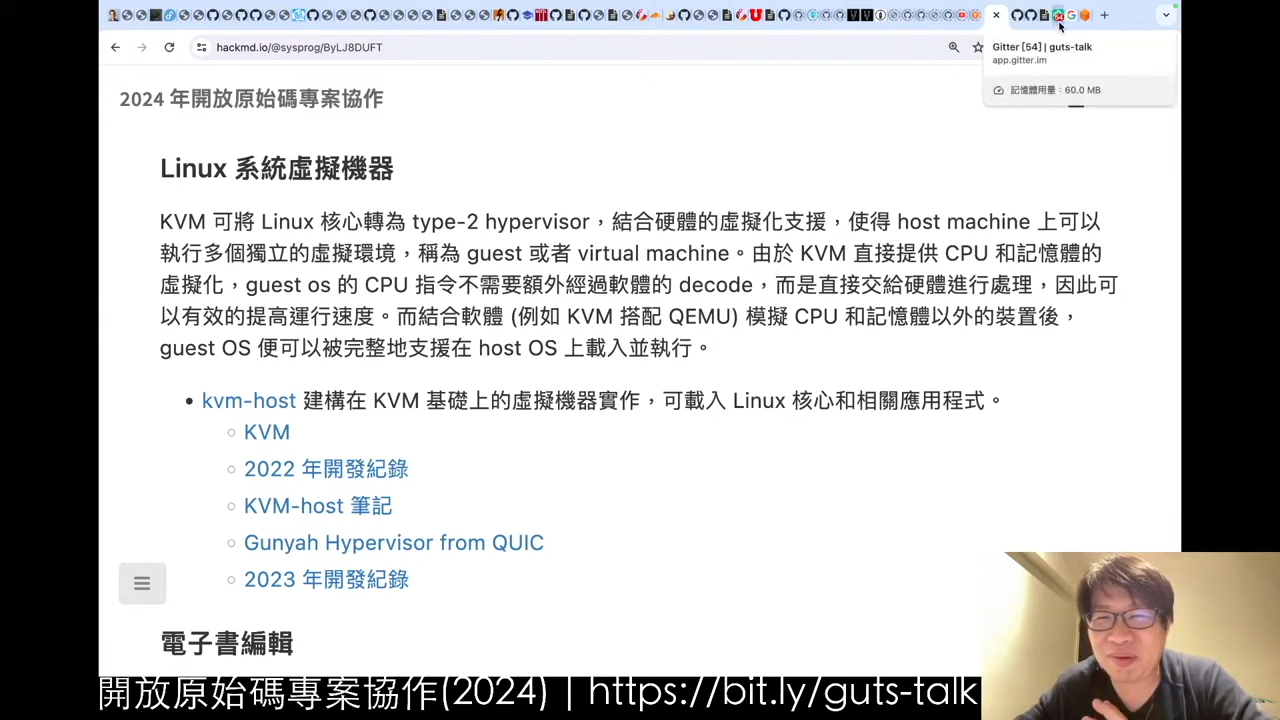 hackmd.io/@sysprog/ByLJ8DUFT
Gitter [54] | guts-talk
app.gitter.im
記憶體用量：60.0 MB
2024 年開放原始碼專案協作
Linux 系統虛擬機器
KVM 可將 Linux 核心轉為 type-2 hypervisor，結合硬體的虛擬化支援，使得 host machine 上可以
執行多個獨立的虛擬環境，稱為 guest 或者 virtual machine。由於 KVM 直接提供 CPU 和記憶體的
虛擬化，guest os 的 CPU 指令不需要額外經過軟體的 decode，而是直接交給硬體進行處理，因此可
以有效的提高運行速度。而結合軟體 (例如 KVM 搭配 QEMU) 模擬 CPU 和記憶體以外的裝置後，
guest OS 便可以被完整地支援在 host OS 上載入並執行。
kvm-host 建構在 KVM 基礎上的虛擬機器實作，可載入 Linux 核心和相關應用程式。
KVM
2022 年開發紀錄
KVM-host 筆記
Gunyah Hypervisor from QUIC
2023 年開發紀錄
電子書編輯
開放原始碼專案協作(2024) | https://bit.ly/guts-talk